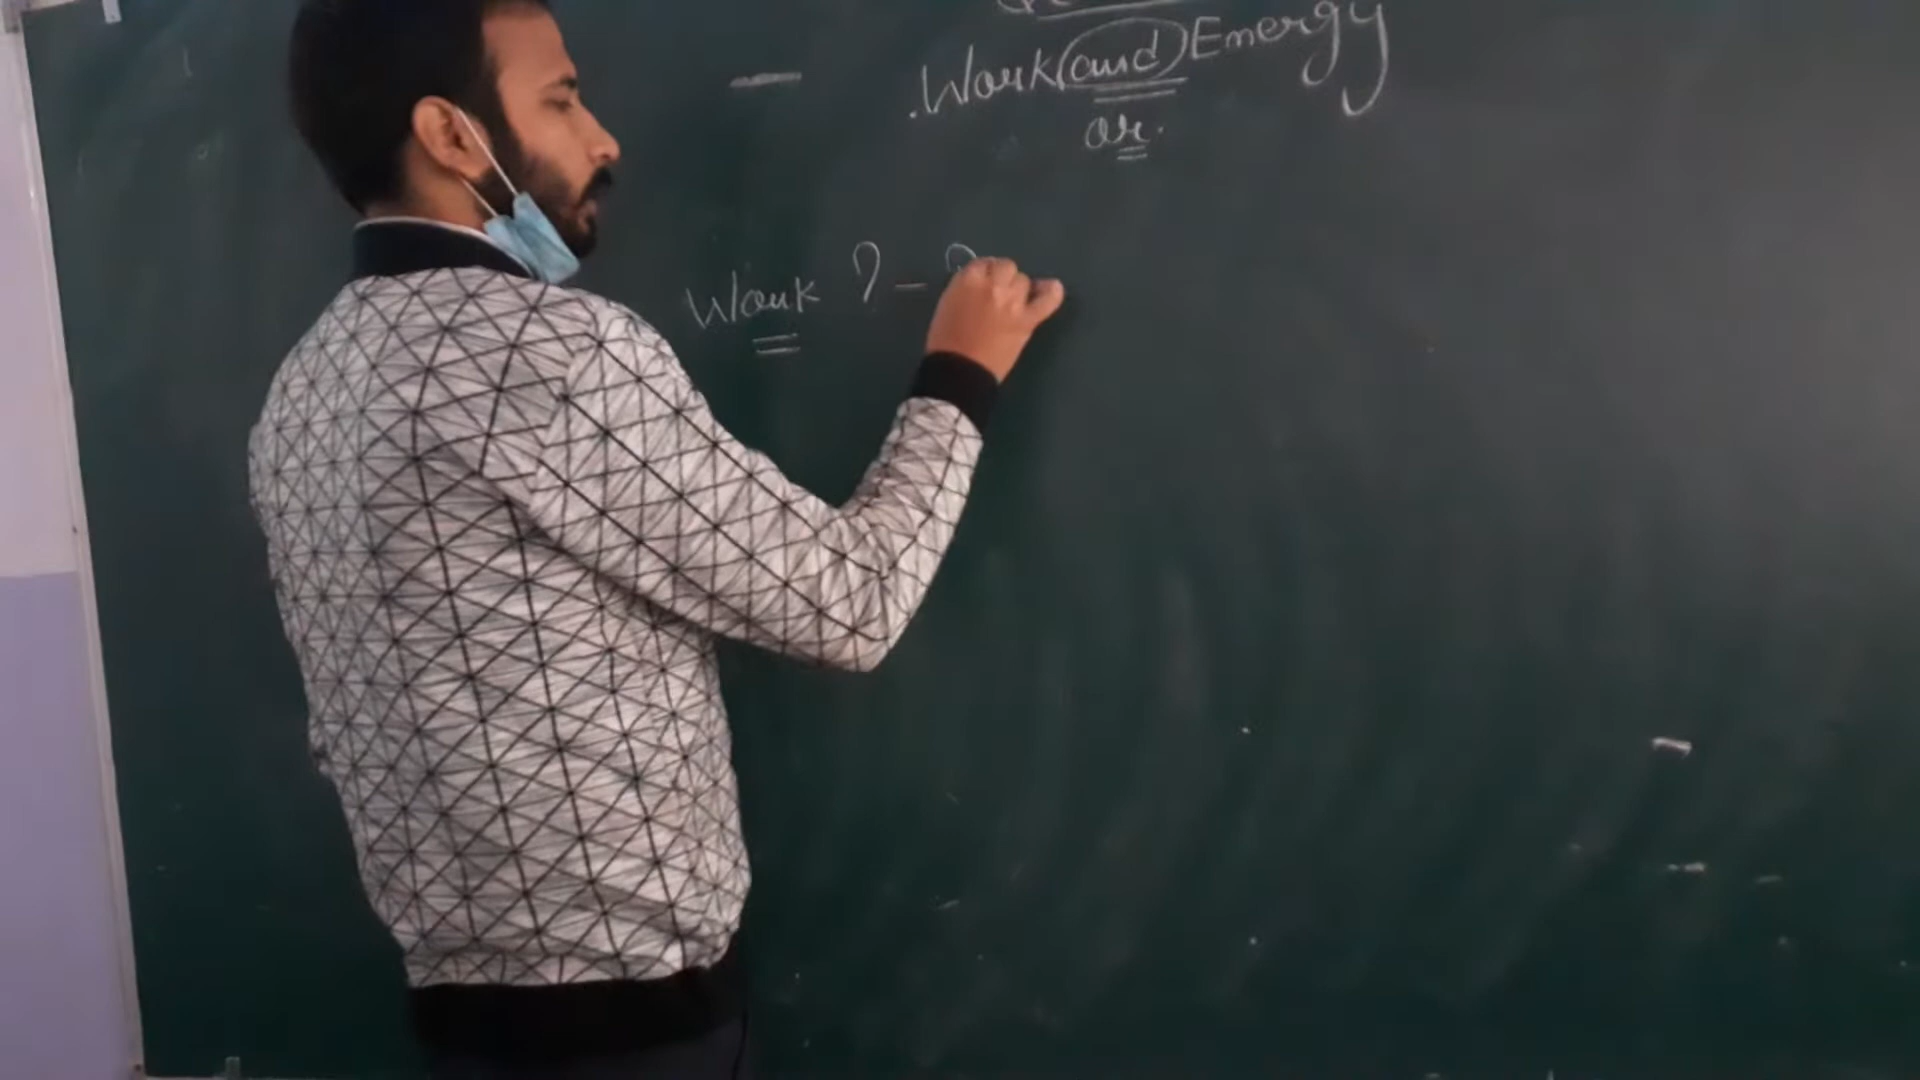 .Work and Energy
or.
Work ? -